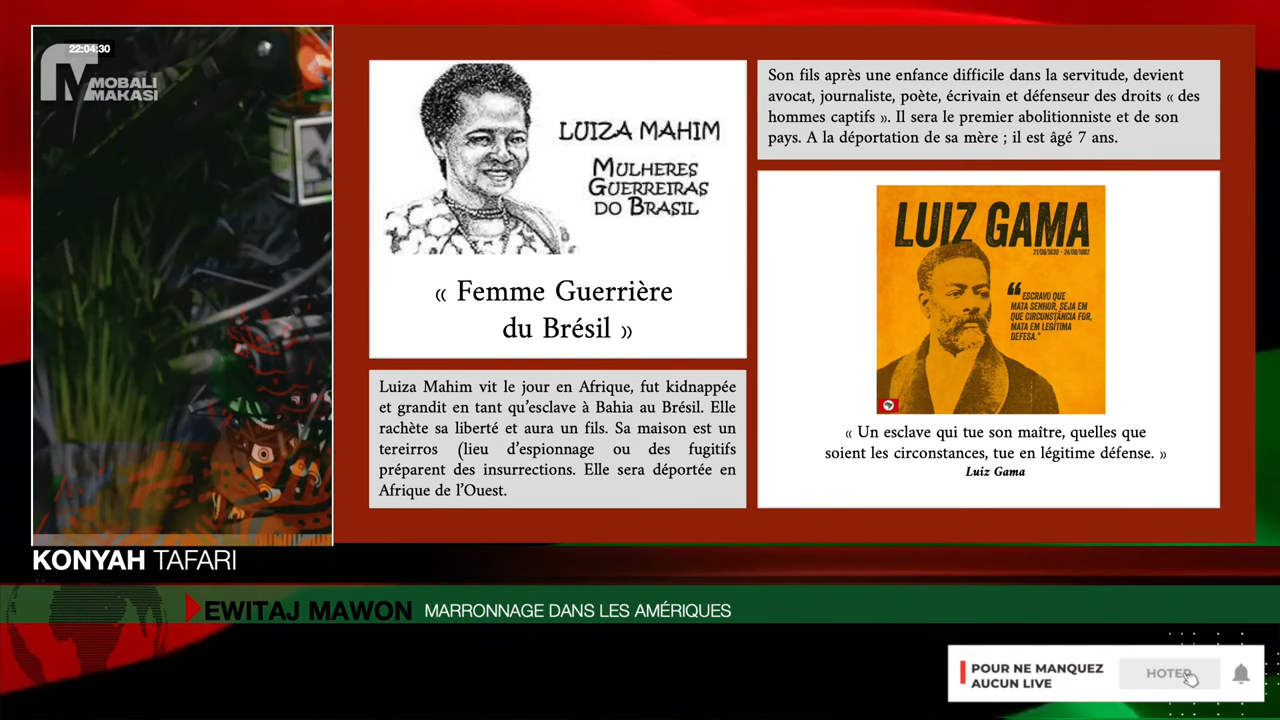 22:04:30
MOBALI
MAKASI
LUIZA MAHIM
MULHERES
GUERREIRAS
DO BRASIL
« Femme Guerrière
du Brésil »
Luiza Mahim vit le jour en Afrique, fut kidnappée
et grandit en tant qu’esclave à Bahia au Brésil. Elle
rachète sa liberté et aura un fils. Sa maison est un
tereirros (lieu d’espionnage ou des fugitifs
préparent des insurrections. Elle sera déportée en
Afrique de l’Ouest.
Son fils après une enfance difficile dans la servitude, devient
avocat, journaliste, poète, écrivain et défenseur des droits « des
hommes captifs ». Il sera le premier abolitionniste et de son
pays. A la déportation de sa mère ; il est âgé 7 ans.
LUIZ GAMA
21/06/1830 - 24/08/1882
“ ESCRAVO QUE
MATA SENHOR, SEJA EM
QUE CIRCUNSTÂNCIA FOR,
MATA EM LEGÍTIMA
DEFESA.”
« Un esclave qui tue son maître, quelles que
soient les circonstances, tue en légitime défense. »
Luiz Gama
KONYAH TAFARI
EWITAJ MAWON MARRONNAGE DANS LES AMÉRIQUES
POUR NE MANQUEZ
AUCUN LIVE
HOTEP